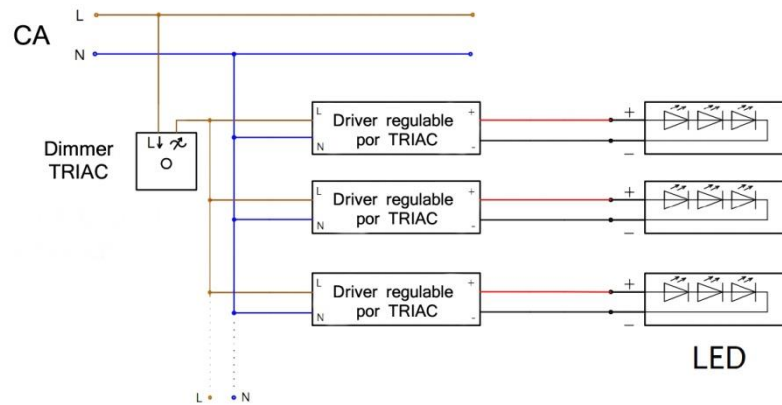 L
CA
N
L
Driver regulable
por TRIAC
N
+
-
+
−
Dimmer
TRIAC
L
L
Driver regulable
por TRIAC
N
+
-
+
−
L
Driver regulable
por TRIAC
N
+
-
+
−
LED
L
N